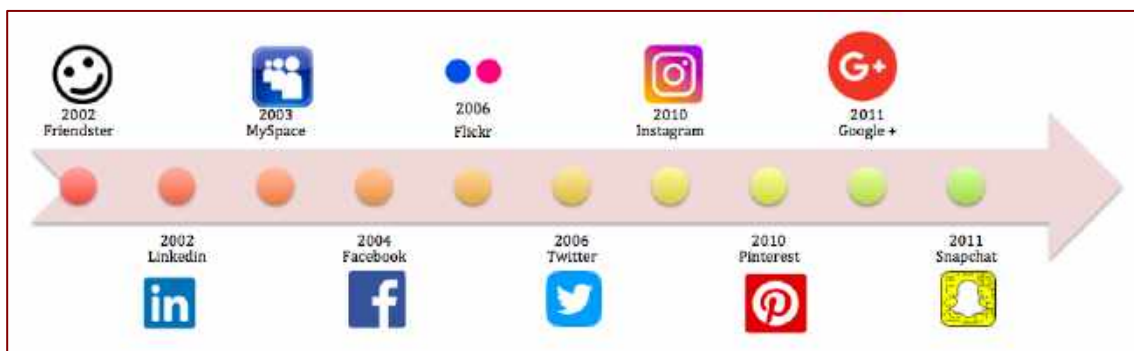 2002
Friendster
2003
MySpace
2006
Flickr
2010
Instagram
G+
2011
Google +
2002
Linkedin
in
2004
Facebook
f
2006
Twitter
2010
Pinterest
2011
Snapchat